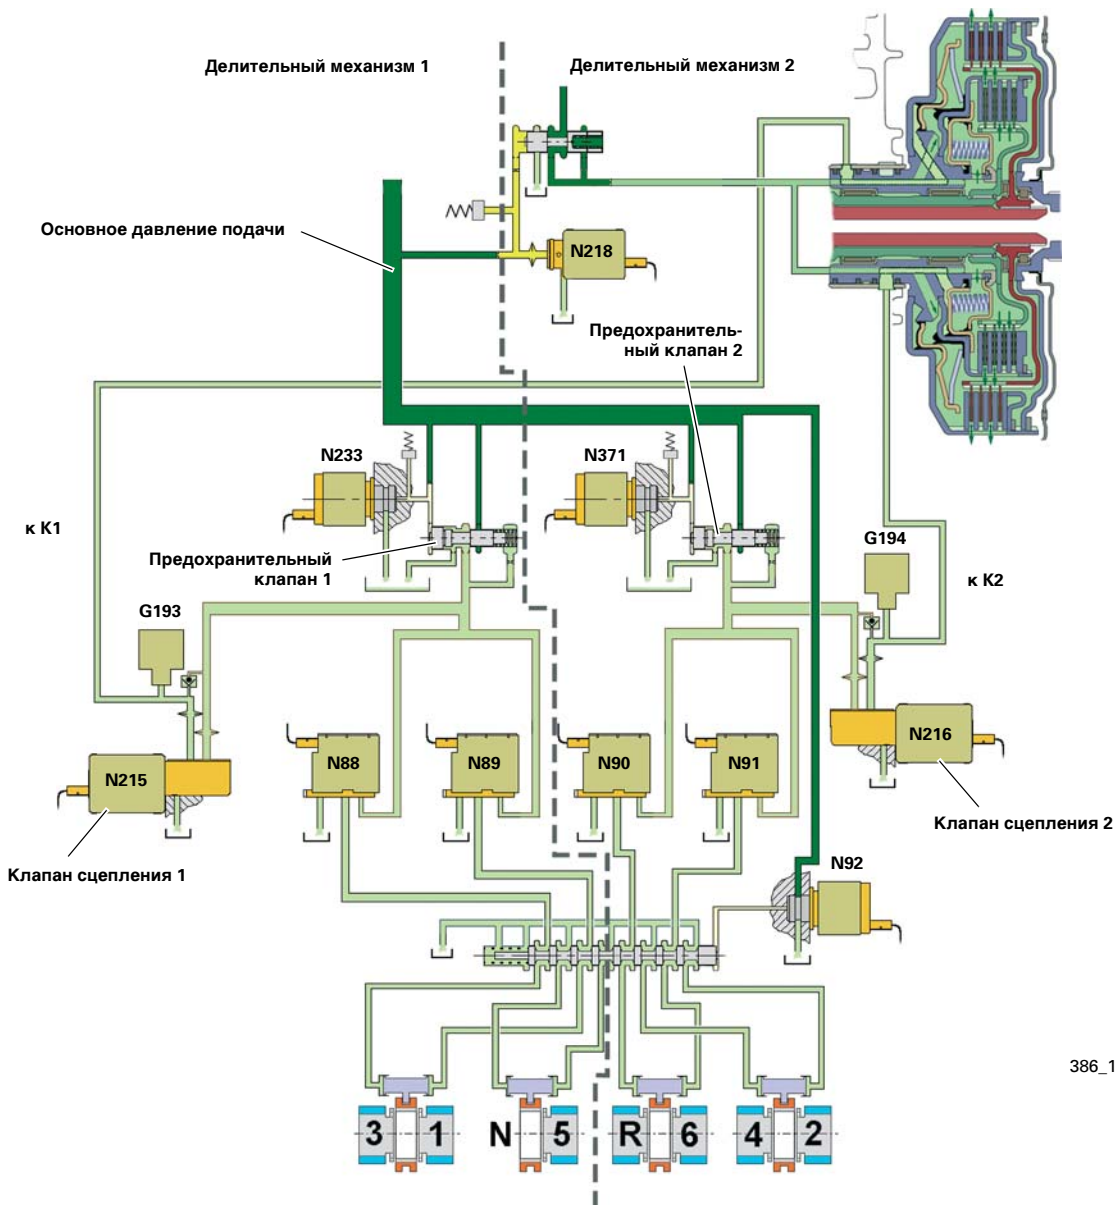 Делительный механизм 1
Делительный механизм 2
Основное давление подачи
N218
Предохранитель-
ный клапан 2
N233
N371
к К1
Предохранительный
клапан 1
G194
к К2
G193
N88
N89
N90
N91
N216
N215
Клапан сцепления 2
Клапан сцепления 1
N92
386_1
3 1 N 5 R 6 4 2